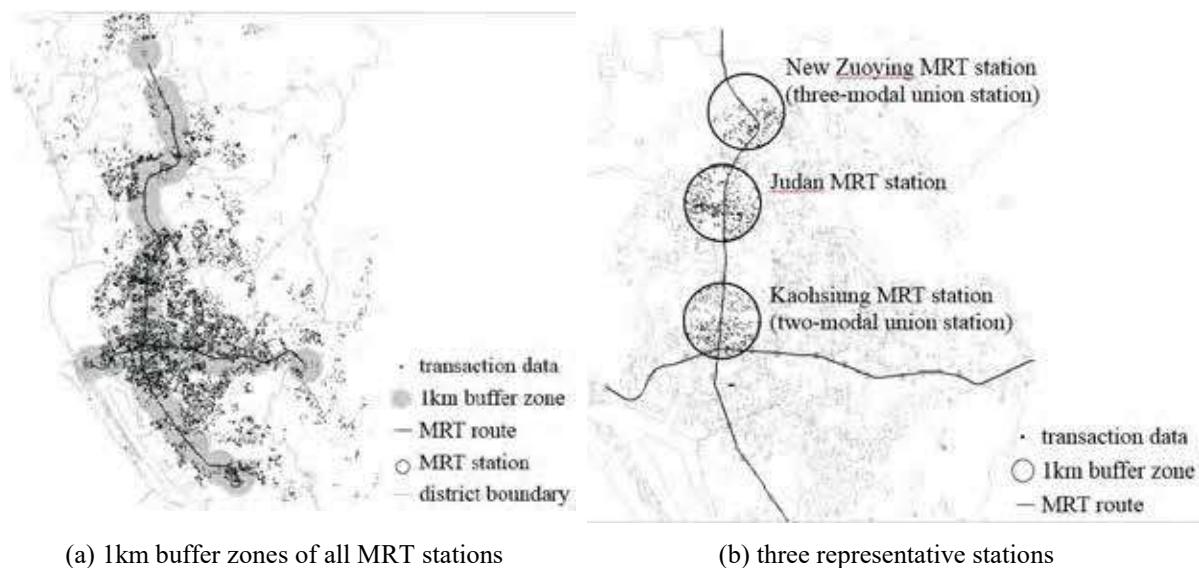 transaction data
1km buffer zone
MRT route
MRT station
district boundary
New Zuoying MRT station
(three-modal union station)
Judan MRT station
Kaohsiung MRT station
(two-modal union station)
transaction data
1km buffer zone
MRT route
(a) 1km buffer zones of all MRT stations
(b) three representative stations